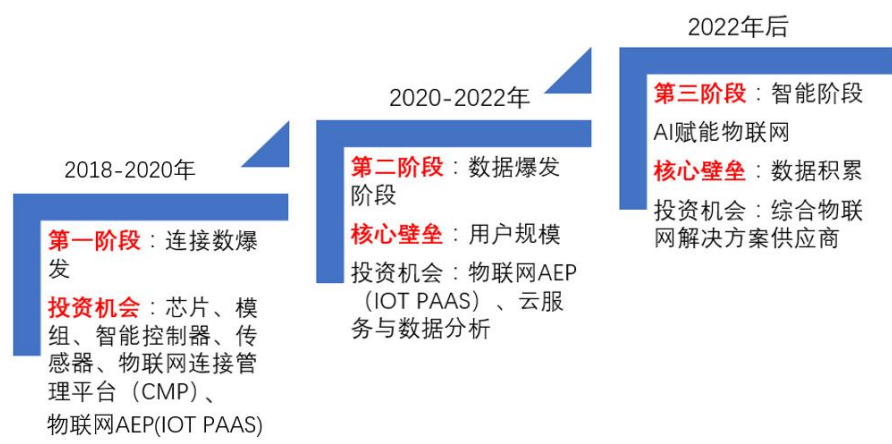 2018-2020年
第一阶段：连接数爆
发
投资机会：芯片、模
组、智能控制器、传
感器、物联网连接管
理平台（CMP）、
物联网AEP(IOT PAAS)
2020-2022年
第二阶段：数据爆发
阶段
核心壁垒：用户规模
投资机会：物联网AEP
（IOT PAAS）、云服
务与数据分析
2022年后
第三阶段：智能阶段
AI赋能物联网
核心壁垒：数据积累
投资机会：综合物联
网解决方案供应商